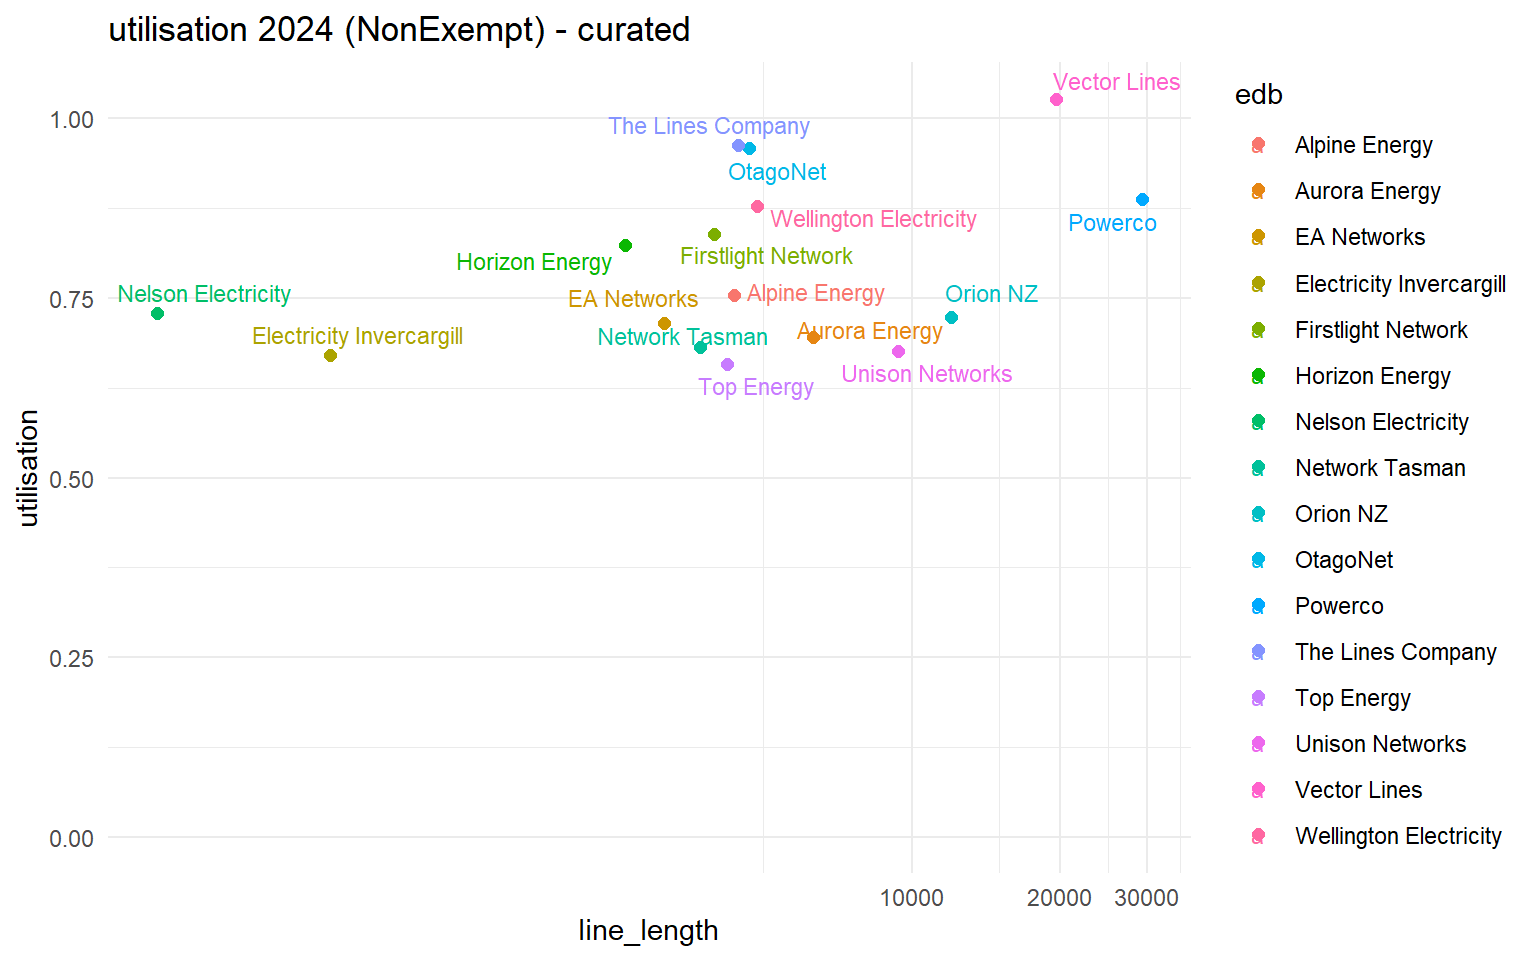 utilisation 2024 (NonExempt) - curated
Vector Lines
The Lines Company
OtagoNet
Wellington Electricity
Powerco
Firstlight Network
Horizon Energy
Nelson Electricity
EA Networks
Alpine Energy
Orion NZ
Electricity Invercargill
Network Tasman
Aurora Energy
Top Energy
Unison Networks
1.00
0.75
0.50
0.25
0.00
utilisation
10000 20000 30000
line_length
edb
Alpine Energy
Aurora Energy
EA Networks
Electricity Invercargill
Firstlight Network
Horizon Energy
Nelson Electricity
Network Tasman
Orion NZ
OtagoNet
Powerco
The Lines Company
Top Energy
Unison Networks
Vector Lines
Wellington Electricity